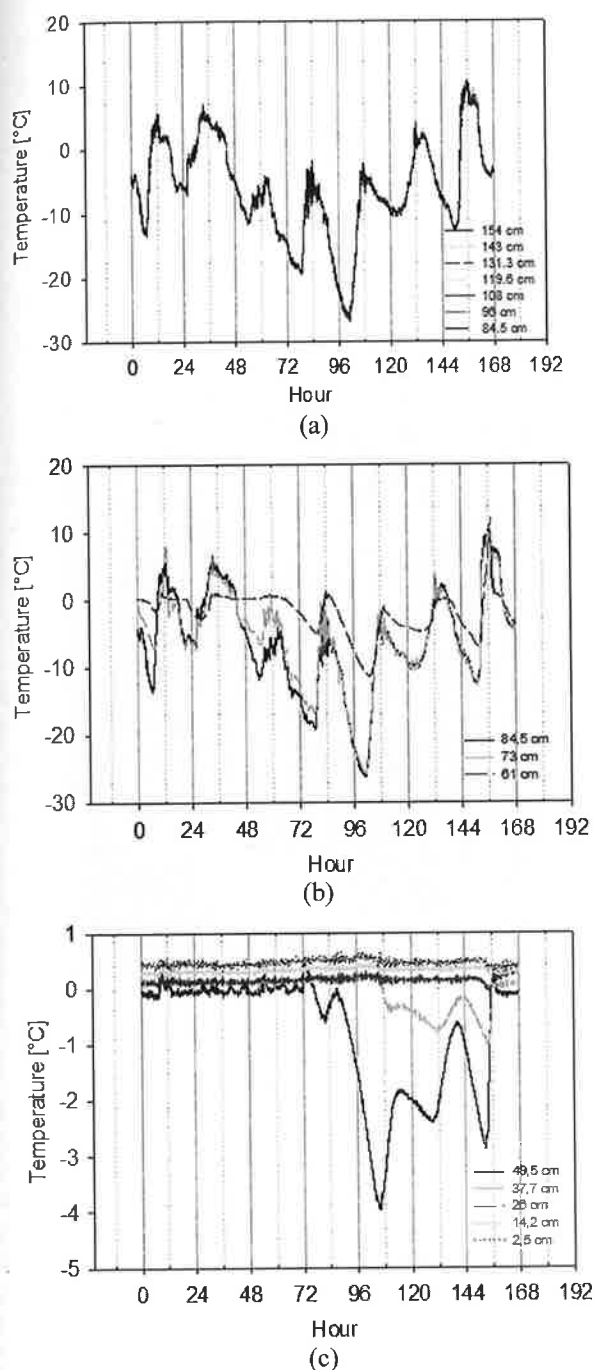 20
10
0
-10
-20
-30
Temperature [°C]
154 cm
143 cm
131.3 cm
119.6 cm
108 cm
96 cm
84,5 cm
0 24 48 72 96 120 144 168 192
Hour
(a)
20
10
0
-10
-20
-30
Temperature [°C]
84,5 cm
73 cm
61 cm
0 24 48 72 96 120 144 168 192
Hour
(b)
1
0
-1
-2
-3
-4
-5
Temperature [°C]
49,5 cm
37,7 cm
26 cm
14,2 cm
2,5 cm
0 24 48 72 96 120 144 168 192
Hour
(c)